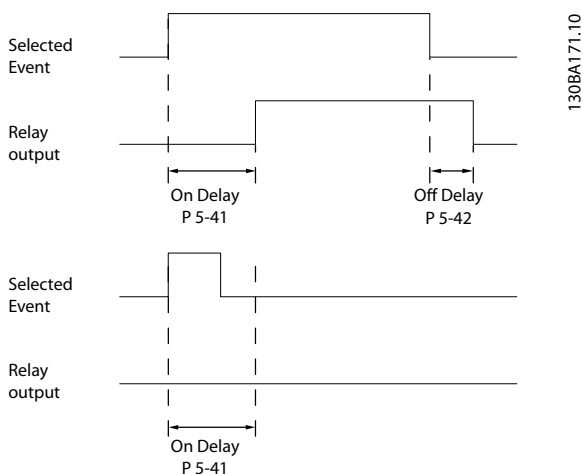 Selected
Event
Relay
output
On Delay
P 5-41
Off Delay
P 5-42
130BA171.10
Selected
Event
Relay
output
On Delay
P 5-41